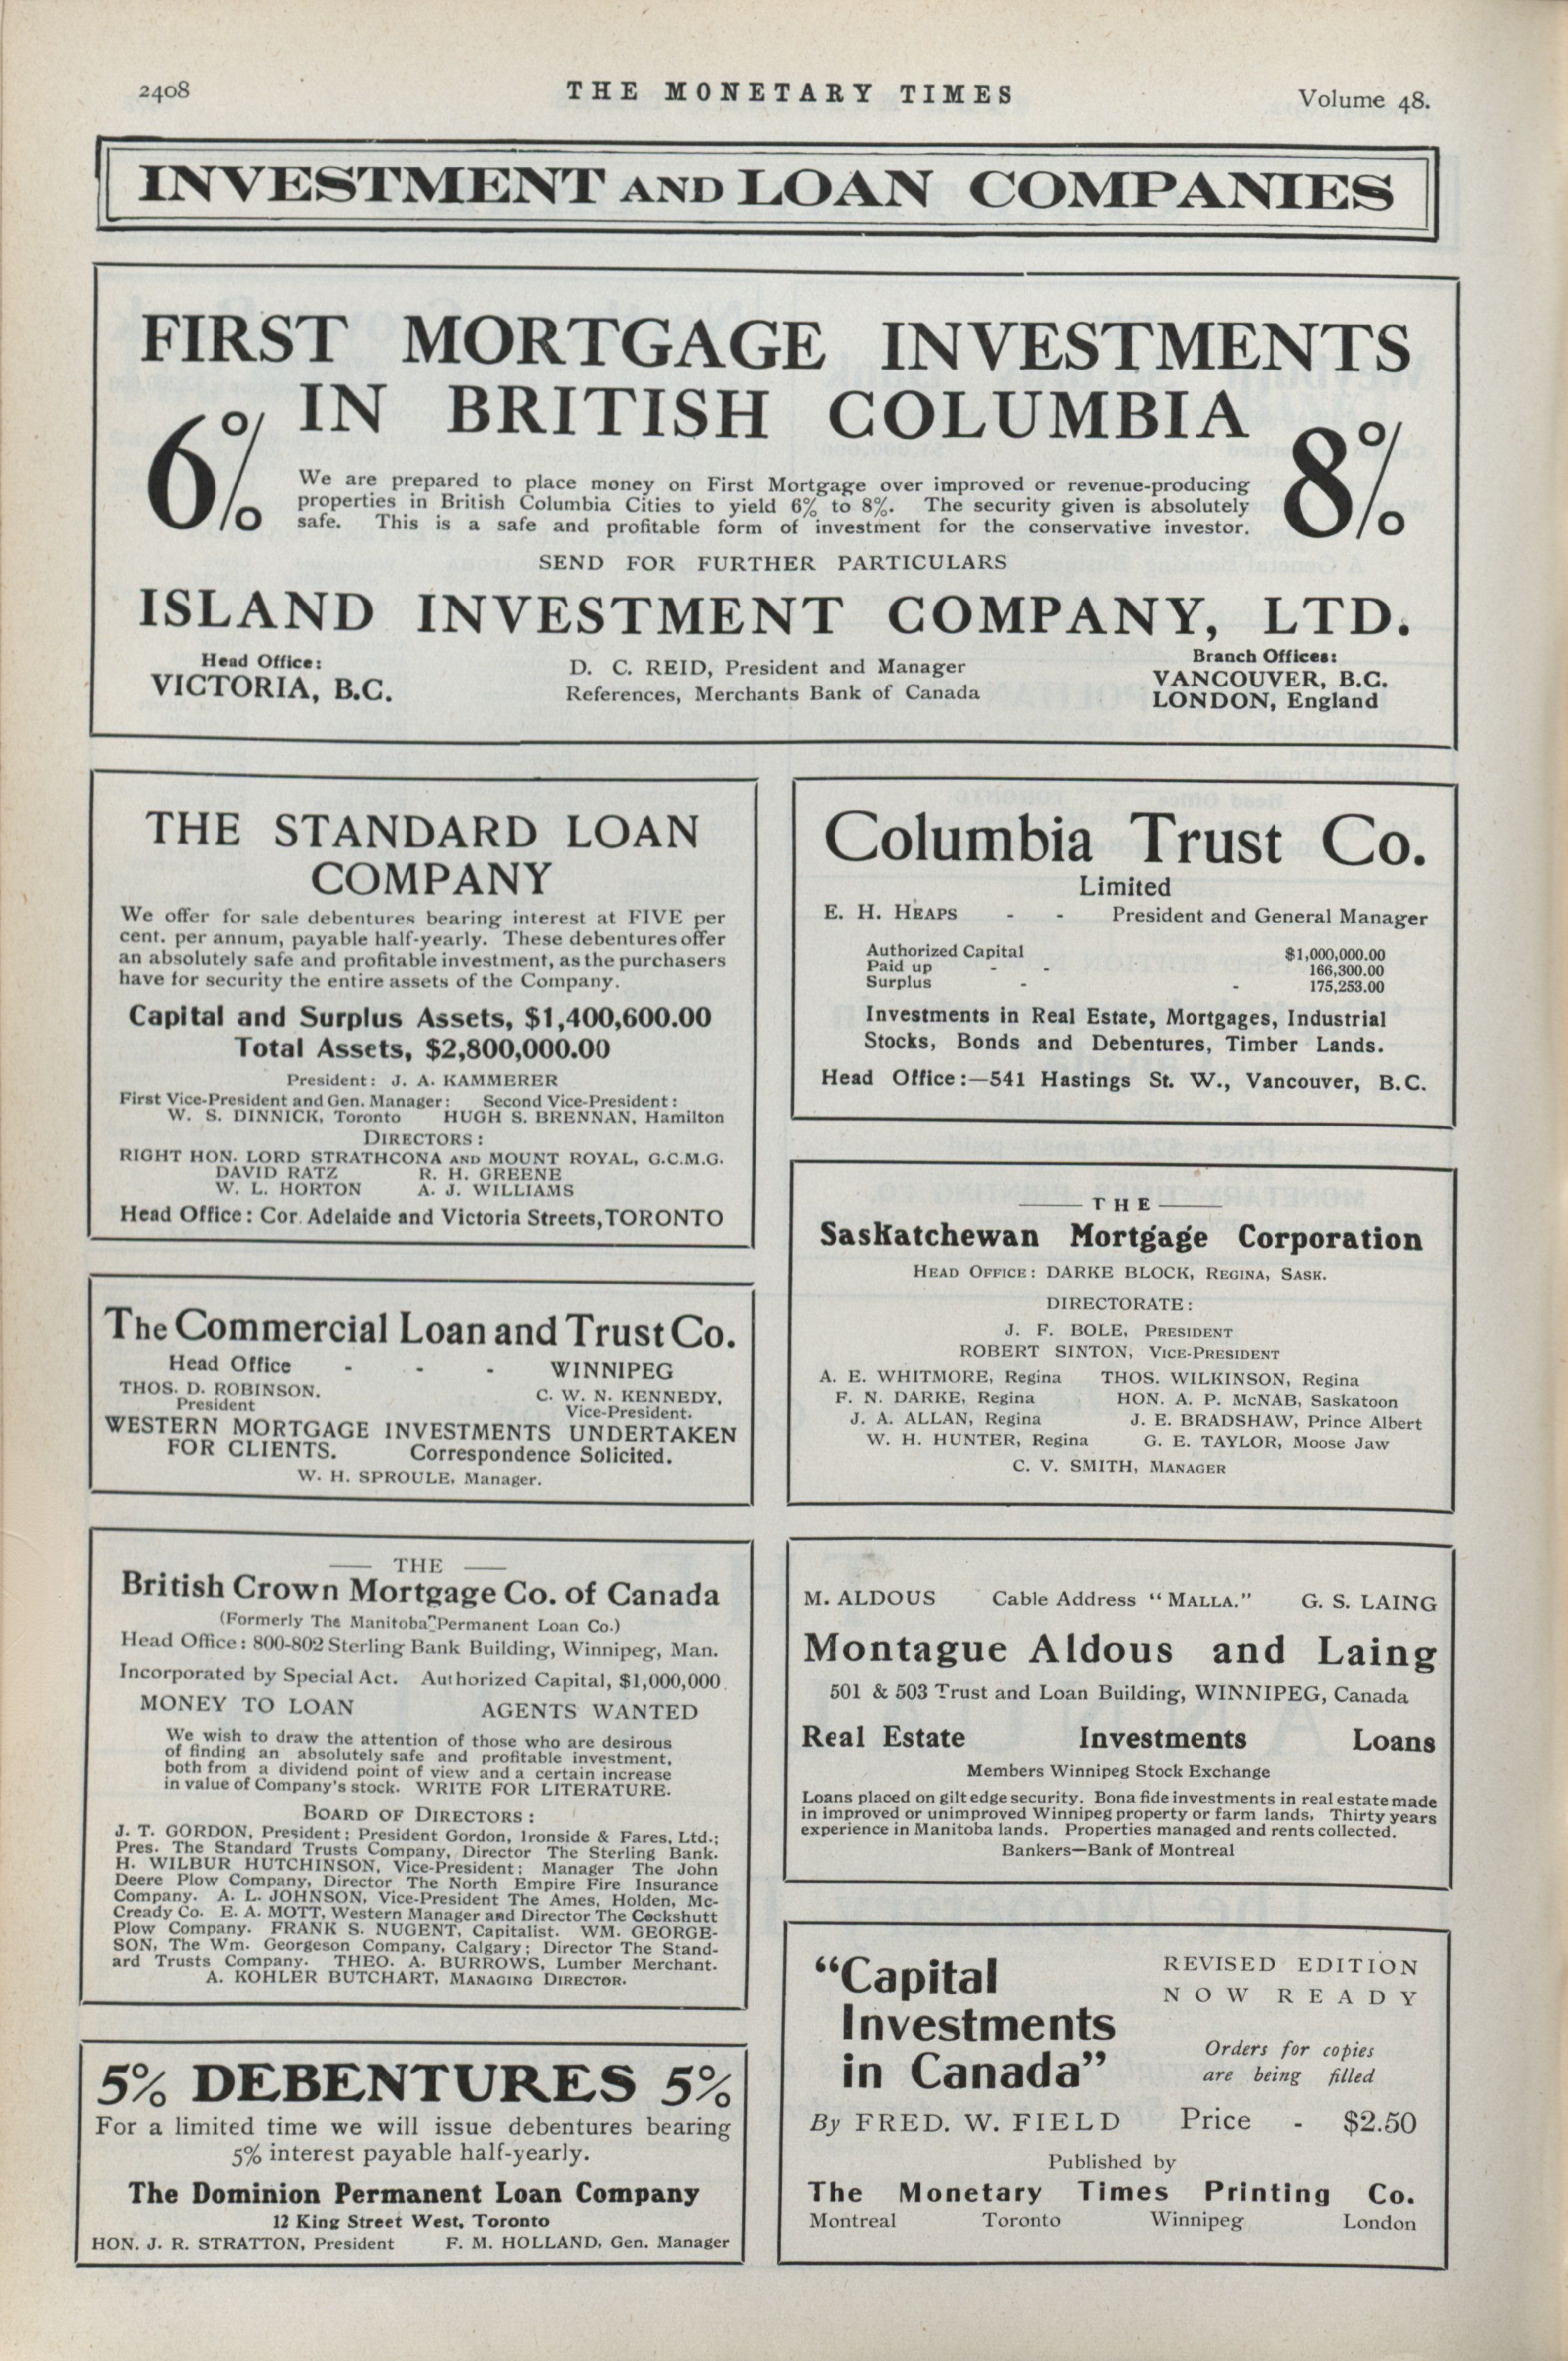 2408
THE MONETARY TIMES
Volume 48.
INVESTMENT AND LOAN COMPANIES
FIRST MORTGAGE INVESTMENTS
IN BRITISH COLUMBIA
6%
8%
We are prepared to place money on First Mortgage over improved or revenue-producing
properties in British Columbia Cities to yield 6% to 8%. The security given is absolutely
safe. This is a safe and profitable form of investment for the conservative investor.
SEND FOR FURTHER PARTICULARS
ISLAND INVESTMENT COMPANY, LTD.
Head Office:
VICTORIA, B.C.
D. C. REID, President and Manager
References, Merchants Bank of Canada
Branch Offices:
VANCOUVER, B.C.
LONDON, England
THE STANDARD LOAN
COMPANY
We offer for sale debentures bearing interest at FIVE per
cent. per annum, payable half-yearly. These debentures offer
an absolutely safe and profitable investment, as the purchasers
have for security the entire assets of the Company.
Capital and Surplus Assets, $1,400,600.00
Total Assets, $2,800,000.00
President: J. A. KAMMERER
First Vice-President and Gen. Manager: Second Vice-President:
W. S. DINNICK, Toronto HUGH S. BRENNAN, Hamilton
DIRECTORS:
RIGHT HON. LORD STRATHCONA AND MOUNT ROYAL, G.C.M.G.
DAVID RATZ R. H. GREENE
W. L. HORTON A. J. WILLIAMS
Head Office: Cor. Adelaide and Victoria Streets, TORONTO
The Commercial Loan and Trust Co.
Head Office - - - WINNIPEG
THOS. D. ROBINSON, C. W. N. KENNEDY,
President Vice-President.
WESTERN MORTGAGE INVESTMENTS UNDERTAKEN
FOR CLIENTS. Correspondence Solicited.
W. H. SPROULE, Manager.
THE
British Crown Mortgage Co. of Canada
(Formerly The Manitoba Permanent Loan Co.)
Head Office: 800-802 Sterling Bank Building, Winnipeg, Man.
Incorporated by Special Act. Authorized Capital, $1,000,000.
MONEY TO LOAN AGENTS WANTED
We wish to draw the attention of those who are desirous
of finding an absolutely safe and profitable investment,
both from a dividend point of view and a certain increase
in value of Company's stock. WRITE FOR LITERATURE.
BOARD OF DIRECTORS:
J. T. GORDON, President; President Gordon, Ironside & Fares, Ltd.;
Pres. The Standard Trusts Company, Director The Sterling Bank.
H. WILBUR HUTCHINSON, Vice-President; Manager The John
Deere Plow Company, Director The North Empire Fire Insurance
Company. A. L. JOHNSON, Vice-President The Ames, Holden, Mc-
Cready Co. E. A. MOTT, Western Manager and Director The Cockshutt
Plow Company. FRANK S. NUGENT, Capitalist. WM. GEORGE-
SON, The Wm. Georgeson Company, Calgary; Director The Stand-
ard Trusts Company. THEO. A. BURROWS, Lumber Merchant.
A. KOHLER BUTCHART, MANAGING DIRECTOR.
5% DEBENTURES 5%
For a limited time we will issue debentures bearing
5% interest payable half-yearly.
The Dominion Permanent Loan Company
12 King Street West, Toronto
HON. J. R. STRATTON, President F. M. HOLLAND, Gen. Manager
Columbia Trust Co.
Limited
E. H. HEAPS - - President and General Manager
Authorized Capital $1,000,000.00
Paid up - - 166,300.00
Surplus - - 175,253.00
Investments in Real Estate, Mortgages, Industrial
Stocks, Bonds and Debentures, Timber Lands.
Head Office:—541 Hastings St. W., Vancouver, B.C.
THE
Saskatchewan Mortgage Corporation
HEAD OFFICE: DARKE BLOCK, REGINA, SASK.
DIRECTORATE:
J. F. BOLE, PRESIDENT
ROBERT SINTON, VICE-PRESIDENT
A. E. WHITMORE, Regina THOS. WILKINSON, Regina
F. N. DARKE, Regina HON. A. P. McNAB, Saskatoon
J. A. ALLAN, Regina J. E. BRADSHAW, Prince Albert
W. H. HUNTER, Regina G. E. TAYLOR, Moose Jaw
C. V. SMITH, MANAGER
M. ALDOUS Cable Address "MALLA." G. S. LAING
Montague Aldous and Laing
501 & 503 Trust and Loan Building, WINNIPEG, Canada
Real Estate Investments Loans
Members Winnipeg Stock Exchange
Loans placed on gilt edge security. Bona fide investments in real estate made
in improved or unimproved Winnipeg property or farm lands. Thirty years
experience in Manitoba lands. Properties managed and rents collected.
Bankers—Bank of Montreal
"Capital
Investments
in Canada"
REVISED EDITION
NOW READY
Orders for copies
are being filled
By FRED. W. FIELD Price - $2.50
Published by
The Monetary Times Printing Co.
Montreal Toronto Winnipeg London